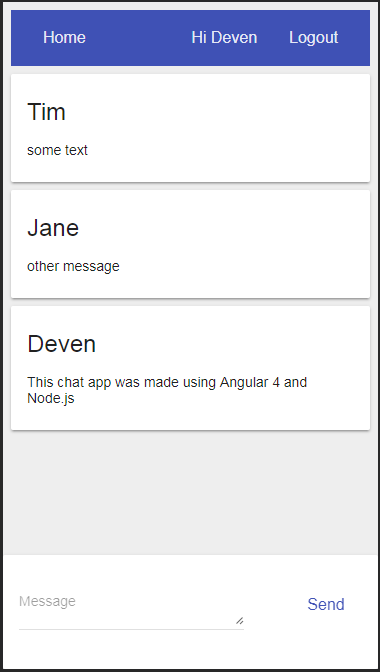 Home Hi Deven Logout
Tim
some text
Jane
other message
Deven
This chat app was made using Angular 4 and
Node.js
Message
Send